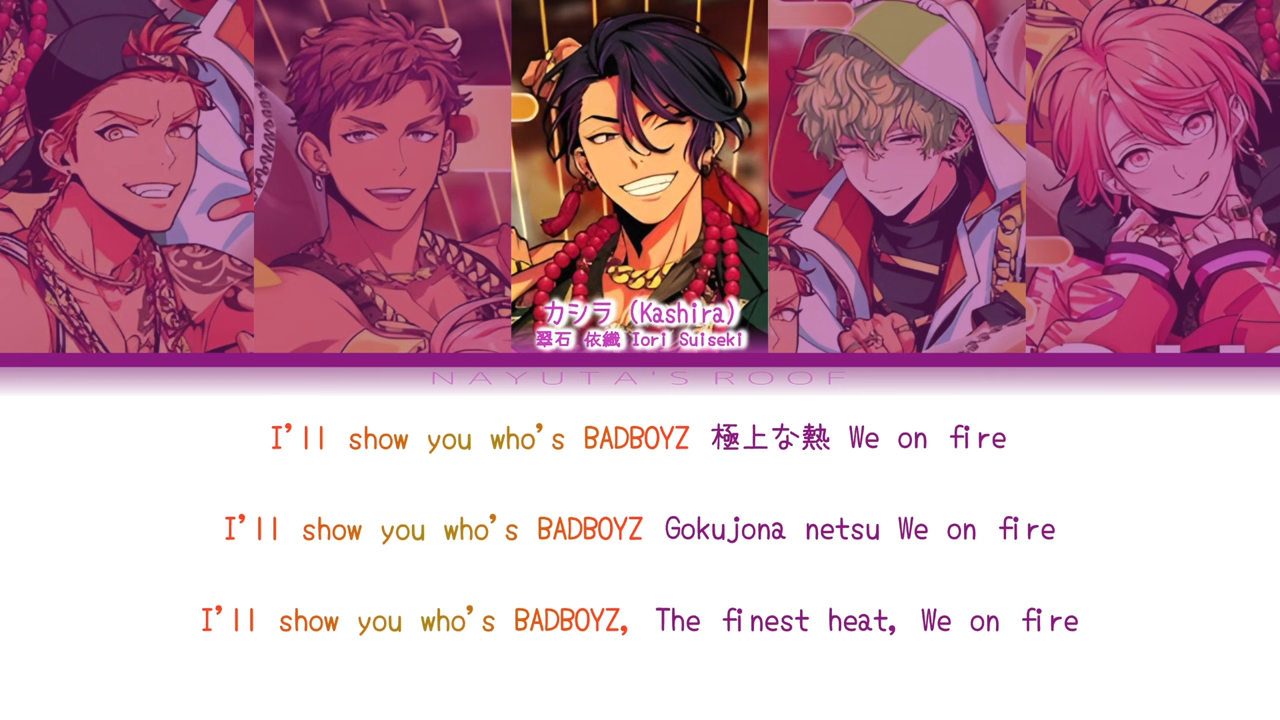 カシラ (Kashira)
翠石 依織 Iori Suiseki
NAYUTA'S ROOF
I'll show you who's BADBOYZ 極上な熱 We on fire
I'll show you who's BADBOYZ Gokujona netsu We on fire
I'll show you who's BADBOYZ, The finest heat, We on fire